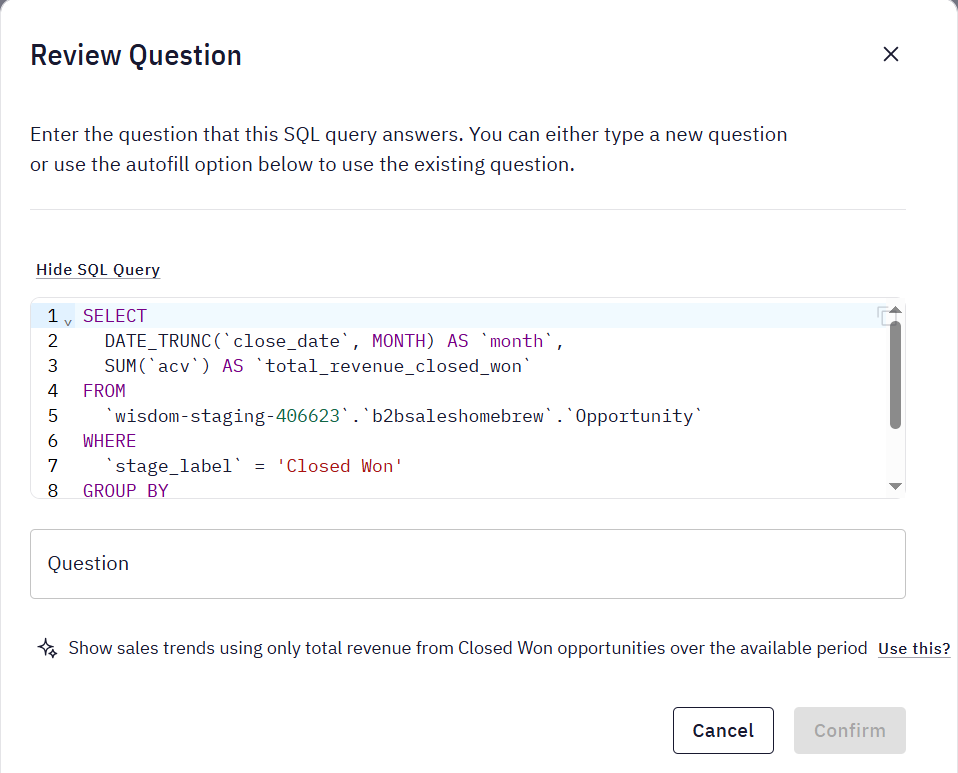 Review Question
Enter the question that this SQL query answers. You can either type a new question
or use the autofill option below to use the existing question.
Hide SQL Query
1 SELECT
2 DATE_TRUNC(`close_date`, MONTH) AS `month`,
3 SUM(`acv`) AS `total_revenue_closed_won`
4 FROM
5 `wisdom-staging-406623`.`b2bsaleshomebrew`.`Opportunity`
6 WHERE
7 `stage_label` = 'Closed Won'
8 GROUP BY
Question
Show sales trends using only total revenue from Closed Won opportunities over the available period Use this?
Cancel Confirm